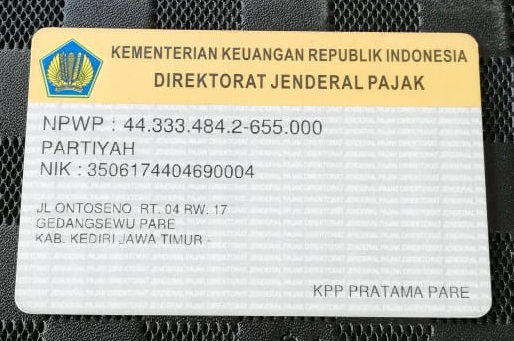 KEMENTERIAN KEUANGAN REPUBLIK INDONESIA
DIREKTORAT JENDERAL PAJAK
NPWP : 44.333.484.2-655.000
PARTIYAH
NIK : 3506174404690004
JL ONTOSENO RT. 04 RW. 17
GEDANGSEWU PARE
KAB. KEDIRI JAWA TIMUR -
KPP PRATAMA PARE